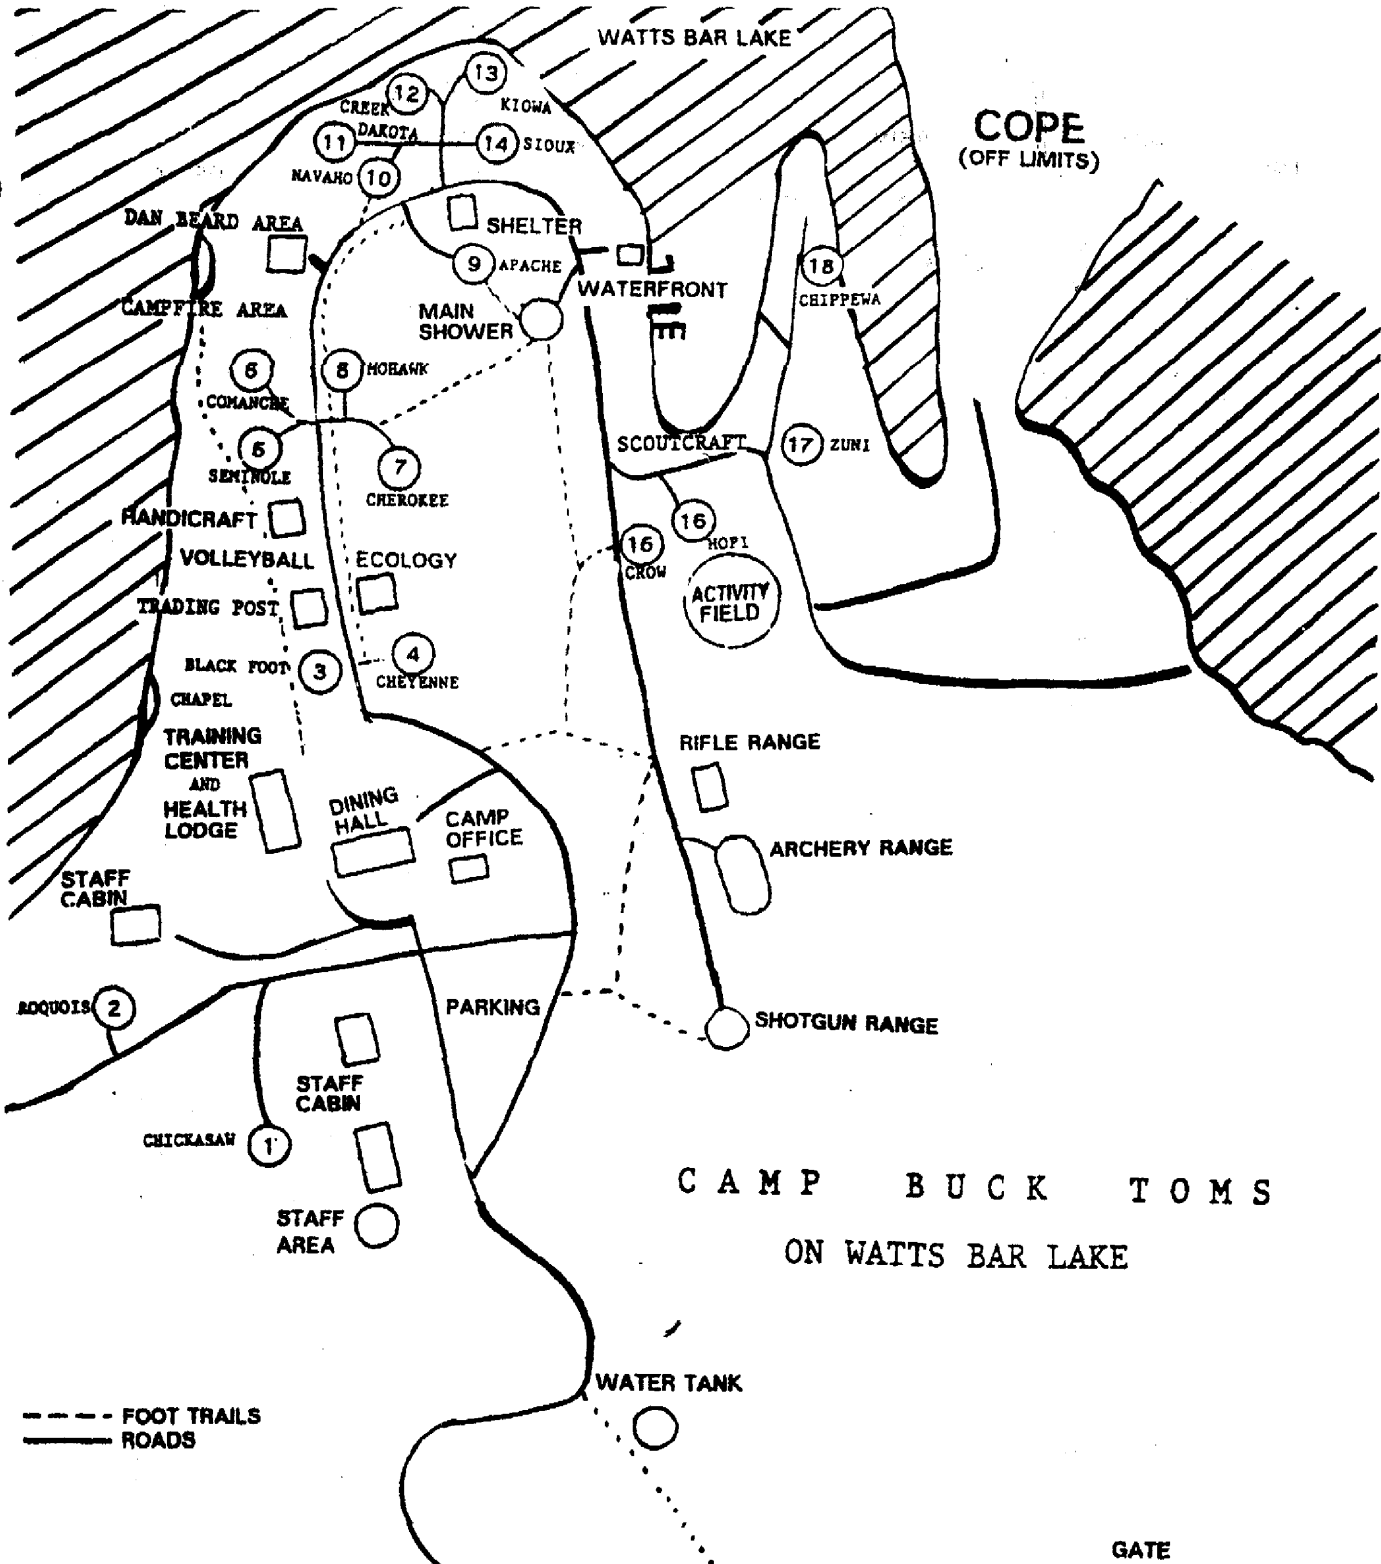 WATTS BAR LAKE
COPE
(OFF LIMITS)
13
KIOWA
12
CREEK
DAKOTA
11
14
SIOUX
NAVAHO
10
DAN BEARD AREA
SHELTER
9
APACHE
18
CHIPPEWA
WATERFRONT
CAMPFIRE AREA
MAIN
SHOWER
6
COMANCHE
8
MOHAWK
5
SEMINOLE
7
CHEROKEE
SCOUTCRAFT
17
ZUNI
HANDICRAFT
16
HOPI
16
CROW
VOLLEYBALL
ECOLOGY
ACTIVITY
FIELD
TRADING POST
BLACK FOOT
3
4
CHEYENNE
CHAPEL
TRAINING
CENTER
AND
HEALTH
LODGE
RIFLE RANGE
DINING
HALL
CAMP
OFFICE
ARCHERY RANGE
STAFF
CABIN
ROQUOIS
2
PARKING
SHOTGUN RANGE
STAFF
CABIN
CHICKASAW
1
STAFF
AREA
CAMP BUCK TOMS
ON WATTS BAR LAKE
WATER TANK
FOOT TRAILS
ROADS
GATE